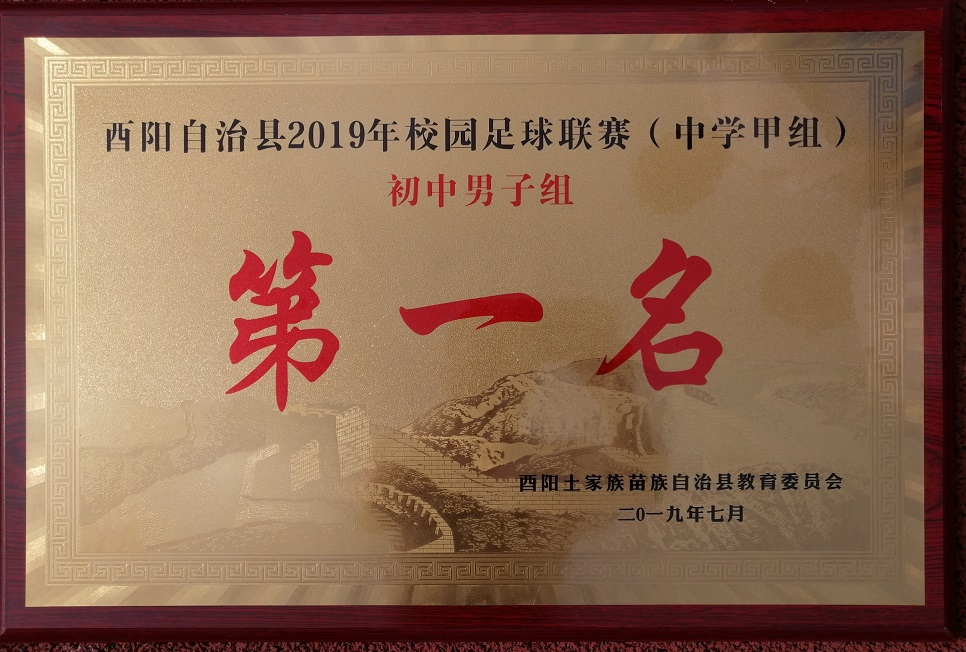 酉阳自治县2019年校园足球联赛（中学甲组）
初中男子组
第一名
酉阳土家族苗族自治县教育委员会
二0一九年七月